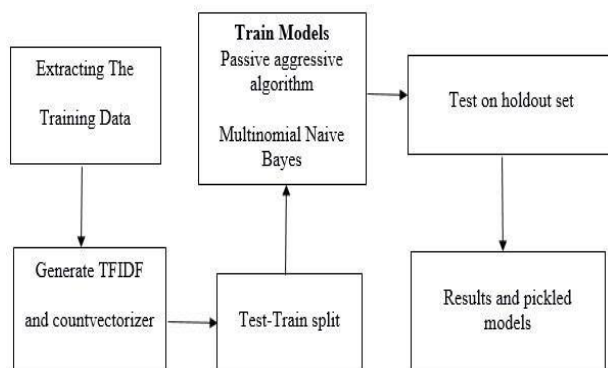 Extracting The
Training Data
Generate TFIDF
and countvectorizer
Test-Train split
Train Models
Passive aggressive
algorithm
Multinomial Naive
Bayes
Test on holdout set
Results and pickled
models